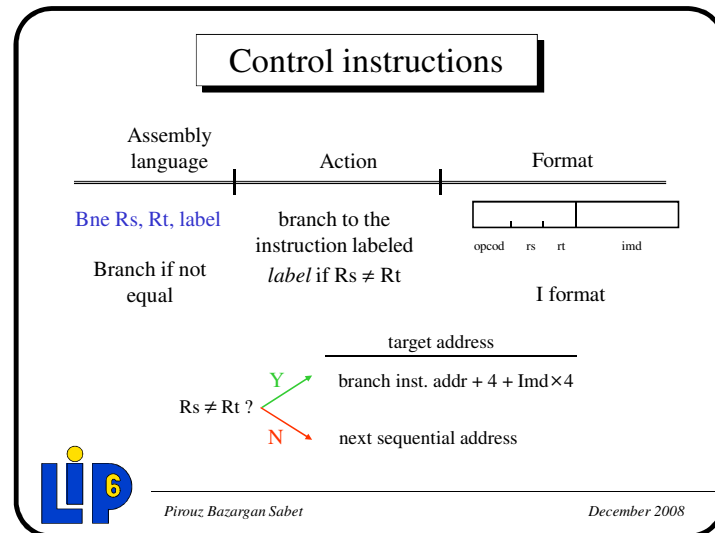 Control instructions
Assembly
language
Action
Format
Bne Rs, Rt, label
Branch if not
equal
branch to the
instruction labeled
label if Rs ≠ Rt
opcod rs rt imd
I format
target address
Rs ≠ Rt ?
Y
branch inst. addr + 4 + Imd×4
N
next sequential address
LIP6
Pirouz Bazargan Sabet
December 2008